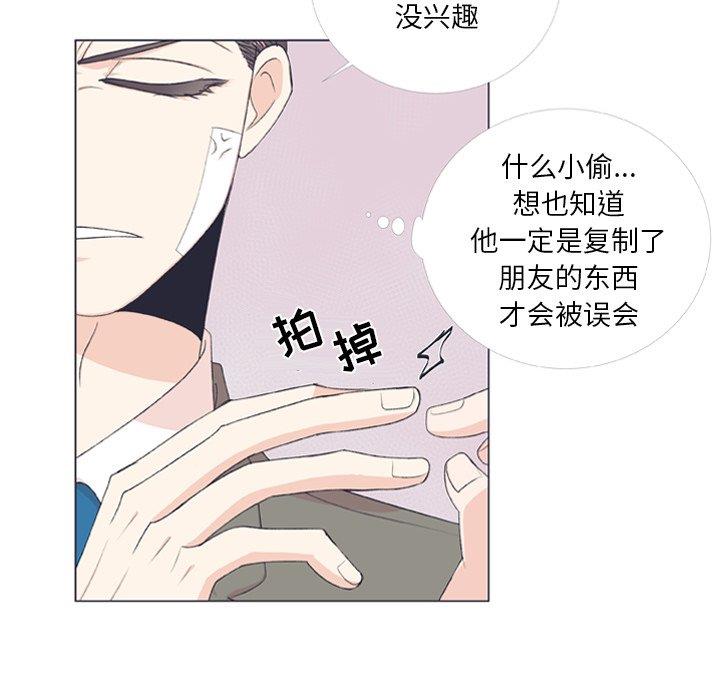 没兴趣
什么小偷...
想也知道
他一定是复制了
朋友的东西
才会被误会
拍掉